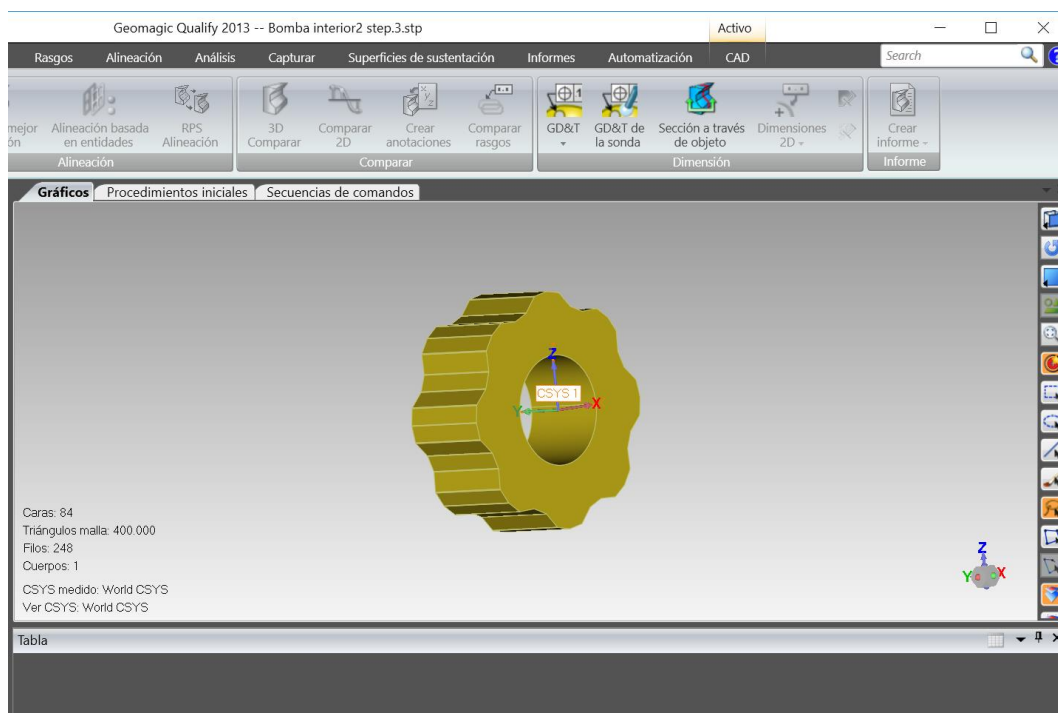 Geomagic Qualify 2013 -- Bomba interior2 step.3.stp
Activo
Rasgos Alineación Análisis Capturar Superficies de sustentación Informes Automatización CAD
Search
mejor Alineación basada RPS 3D Comparar Crear Comparar GD&T GD&T de Sección a través Dimensiones Crear
ón en entidades Alineación Comparar 2D anotaciones rasgos la sonda de objeto 2D informe
Alineación Comparar Dimensión Informe
Gráficos Procedimientos iniciales Secuencias de comandos
Z
CSYS 1
Y X
Caras: 84
Triángulos malla: 400.000
Filos: 248
Cuerpos: 1
CSYS medido: World CSYS
Ver CSYS: World CSYS
Z
Y X
Tabla